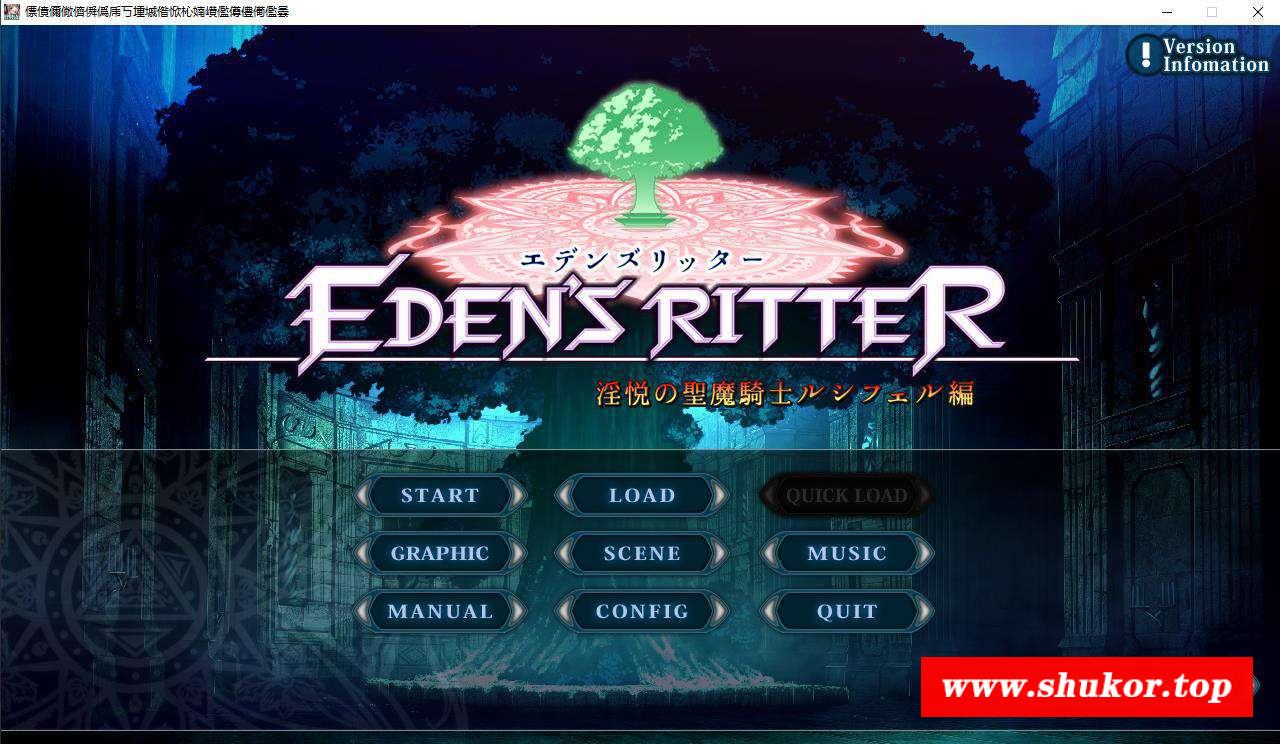 Version
Infomation
エデンズリッター
EDEN'S RITTER
淫悦の聖魔騎士ルシフェル編
START
LOAD
QUICK LOAD
GRAPHIC
SCENE
MUSIC
MANUAL
CONFIG
QUIT
www.shukor.top